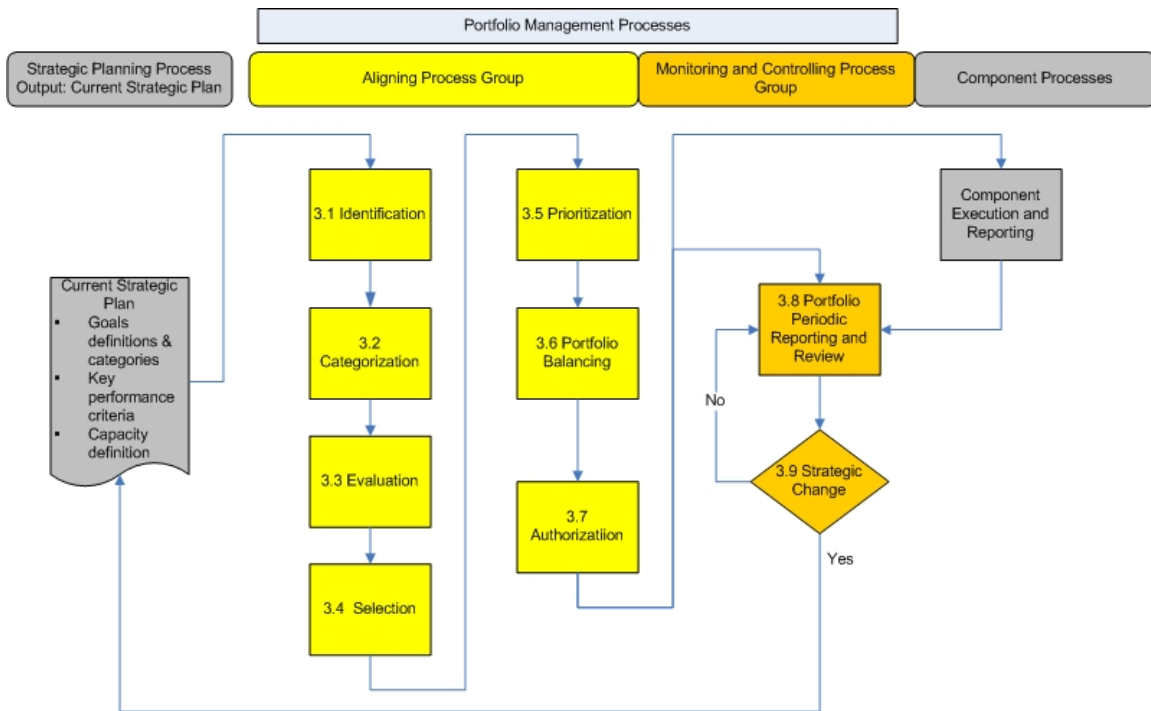 Portfolio Management Processes
Strategic Planning Process
Output: Current Strategic Plan
Aligning Process Group
Monitoring and Controlling Process
Group
Component Processes
3.1 Identification
3.5 Prioritization
Component
Execution and
Reporting
Current Strategic
Plan
▪ Goals
definitions &
categories
▪ Key
performance
criteria
▪ Capacity
definition
3.2
Categorization
3.6 Portfolio
Balancing
3.8 Portfolio
Periodic
Reporting and
Review
No
3.3 Evaluation
3.7
Authorizatiion
3.9 Strategic
Change
Yes
3.4 Selection